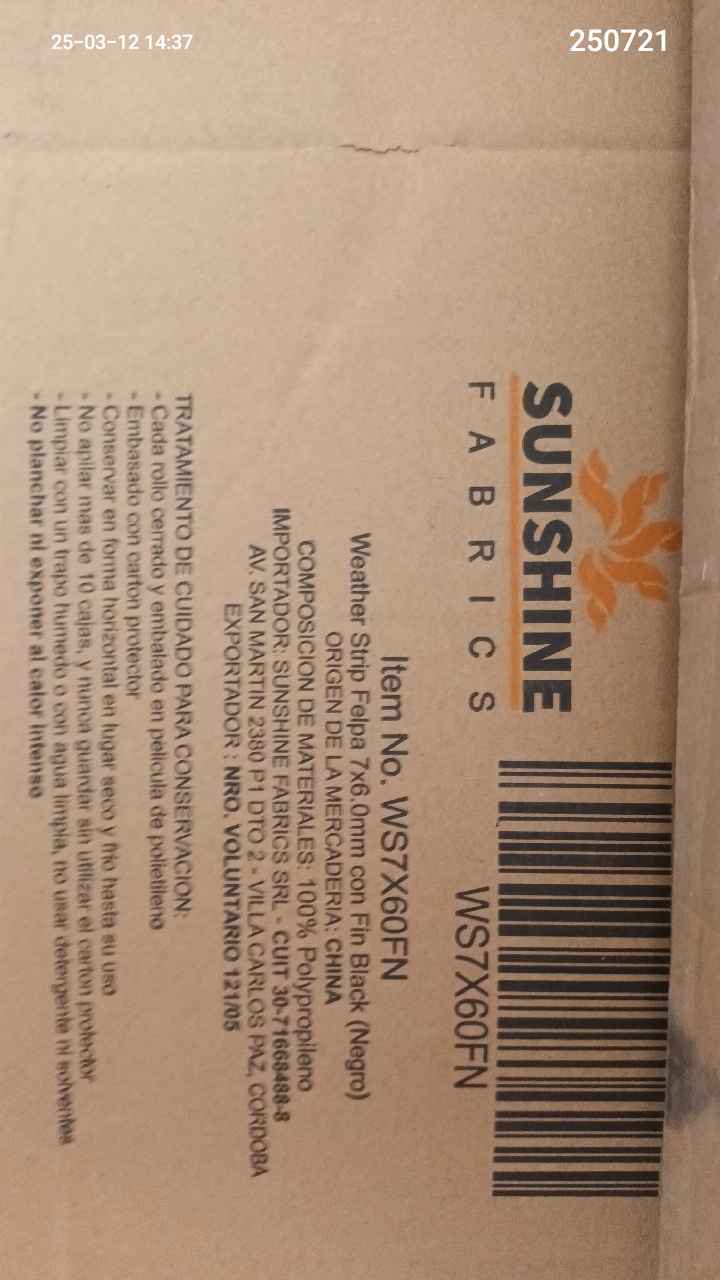 25-03-12 14:37
250721
SUNSHINE
FABRICS
WS7X60FN
Item No. WS7X60FN
Weather Strip Felpa 7x6.0mm con Fin Black (Negro)
ORIGEN DE LA MERCADERIA: CHINA
COMPOSICION DE MATERIALES: 100% Polypropileno
IMPORTADOR: SUNSHINE FABRICS SRL - CUIT 30-71668488-8
AV. SAN MARTIN 2380 P1 DTO 2 - VILLA CARLOS PAZ, CORDOBA
EXPORTADOR : NRO. VOLUNTARIO 121/05
TRATAMIENTO DE CUIDADO PARA CONSERVACION:
- Cada rollo cerrado y embalado en pelicula de polietileno
- Embasado con carton protector
- Conservar en forma horizontal en lugar seco y frio hasta su uso
- No apilar mas de 10 cajas, y nunca guardar sin utilizar el carton protector
- Limpiar con un trapo humedo o con agua limpia, no usar detergente ni solventes
- No planchar ni exponer al calor intenso